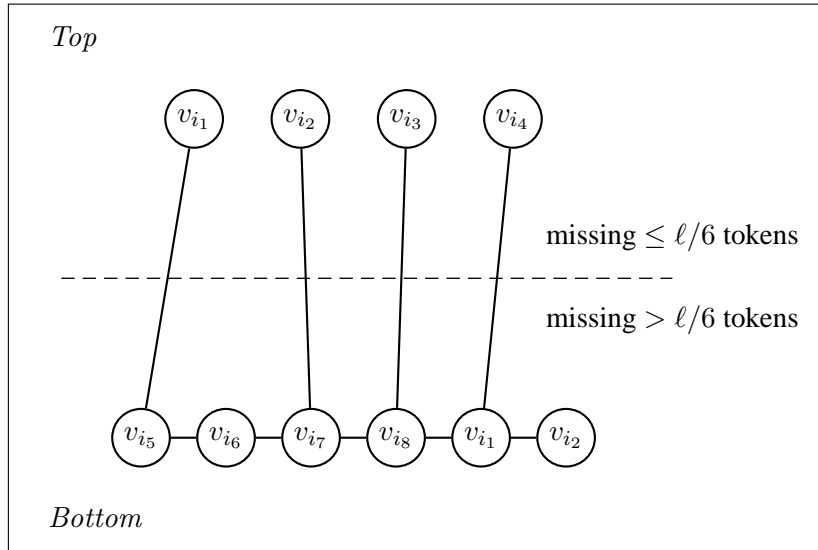 Top
v_{i_1} v_{i_2} v_{i_3} v_{i_4}
missing ≤ ℓ/6 tokens
missing > ℓ/6 tokens
v_{i_5} v_{i_6} v_{i_7} v_{i_8} v_{i_1} v_{i_2}
Bottom